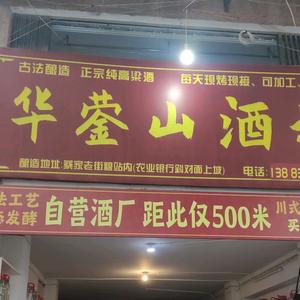 古法酿造 正宗纯高粱酒 每天现烤现接、可加工
华蓥山酒
酿造地址:蔡家老街粮站内(农业银行斜对面上坡) 电话: 138
法工艺
发酵
自营酒厂 距此仅500米
川式
买